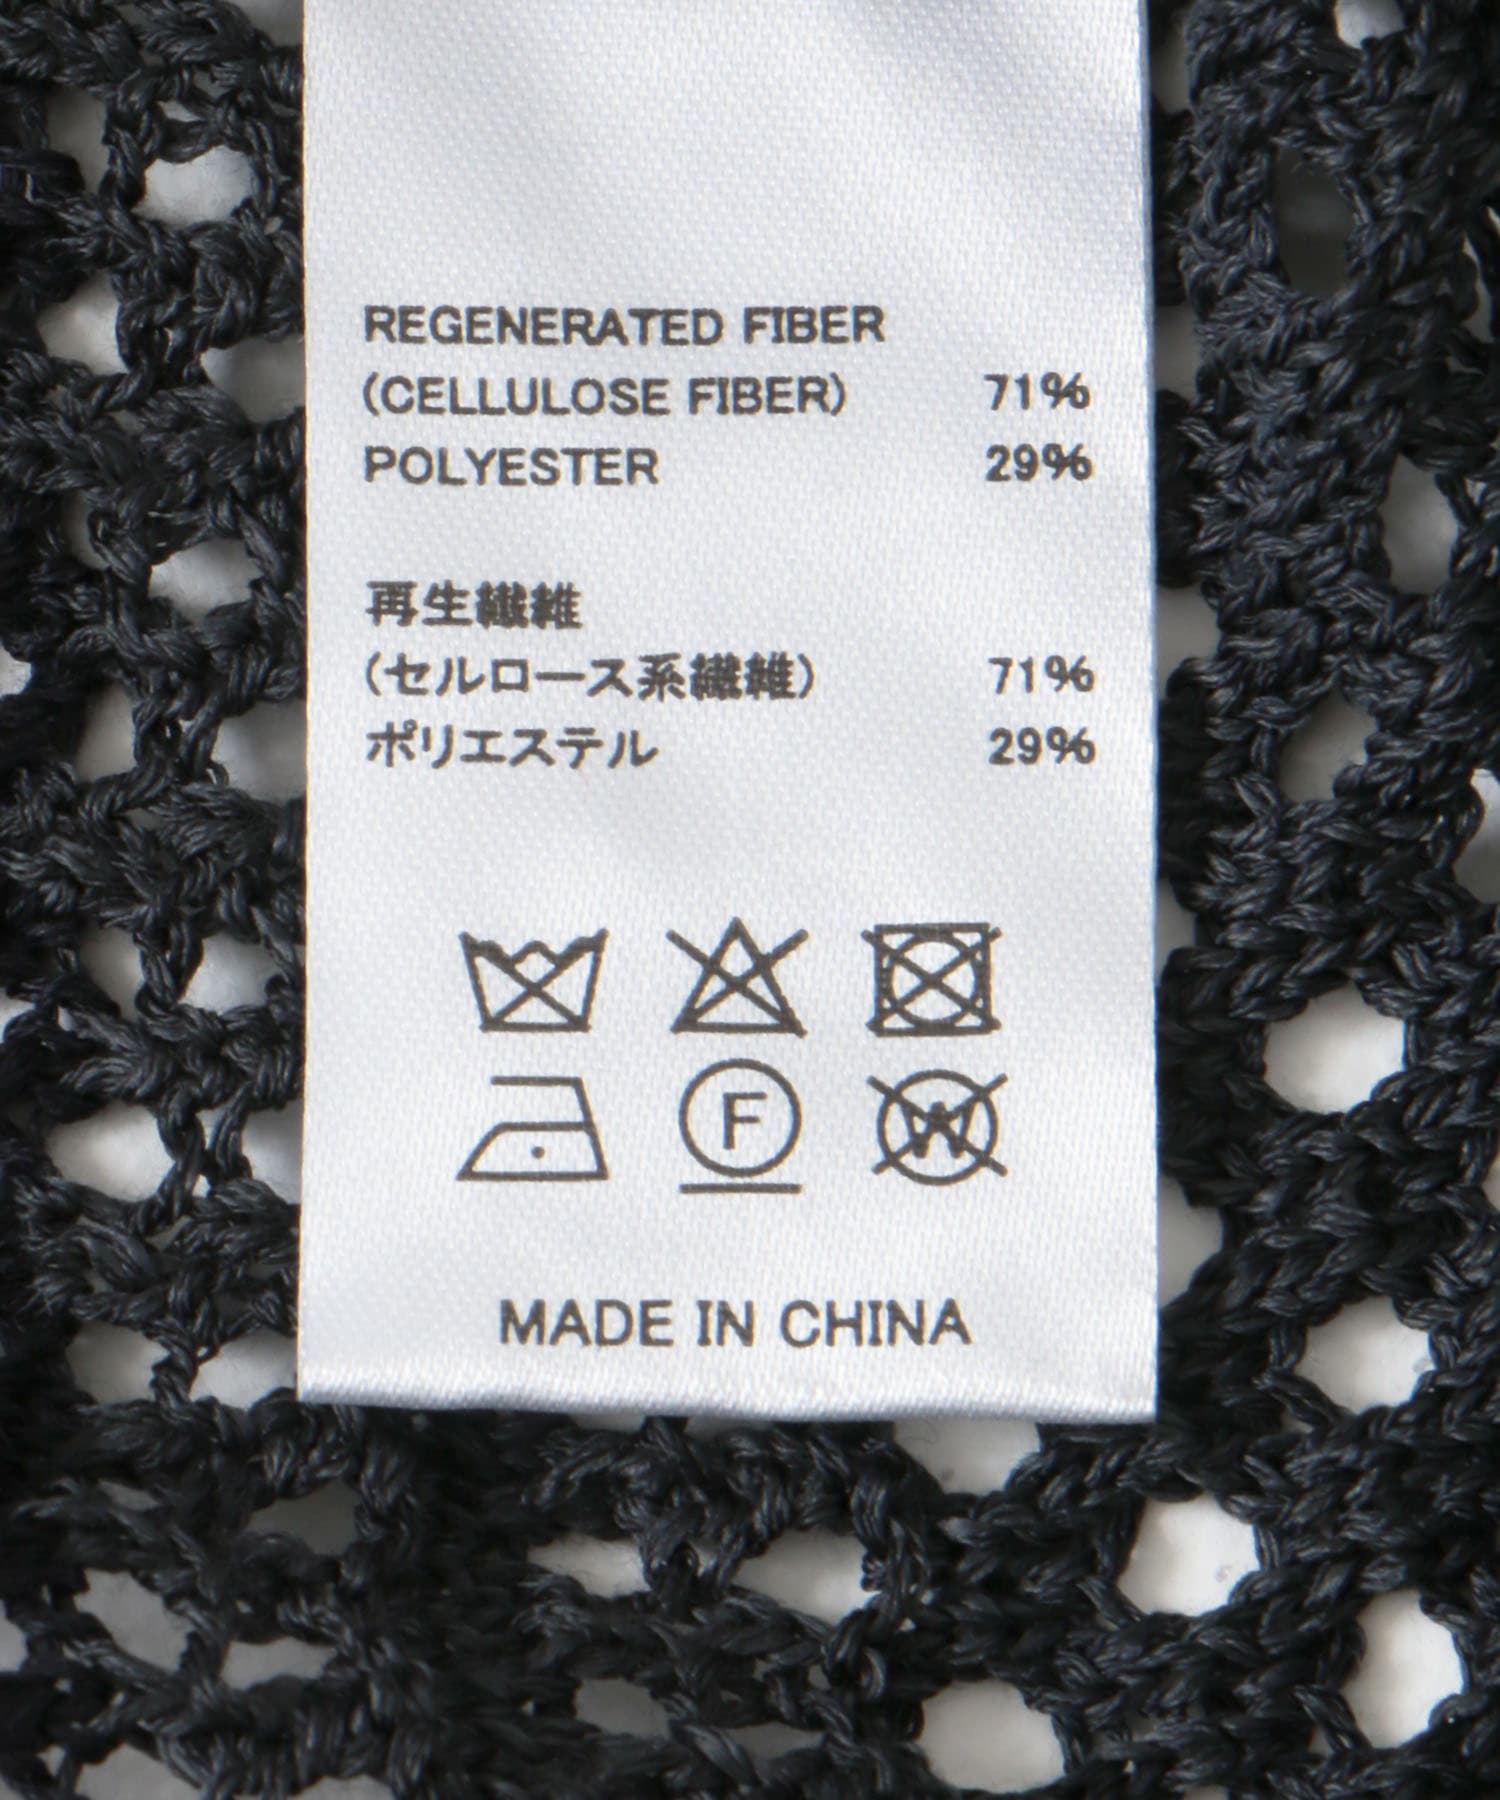 REGENERATED FIBER
(CELLULOSE FIBER) 71%
POLYESTER 29%
再生繊維
(セルロース系繊維) 71%
ポリエステル 29%
F W
MADE IN CHINA